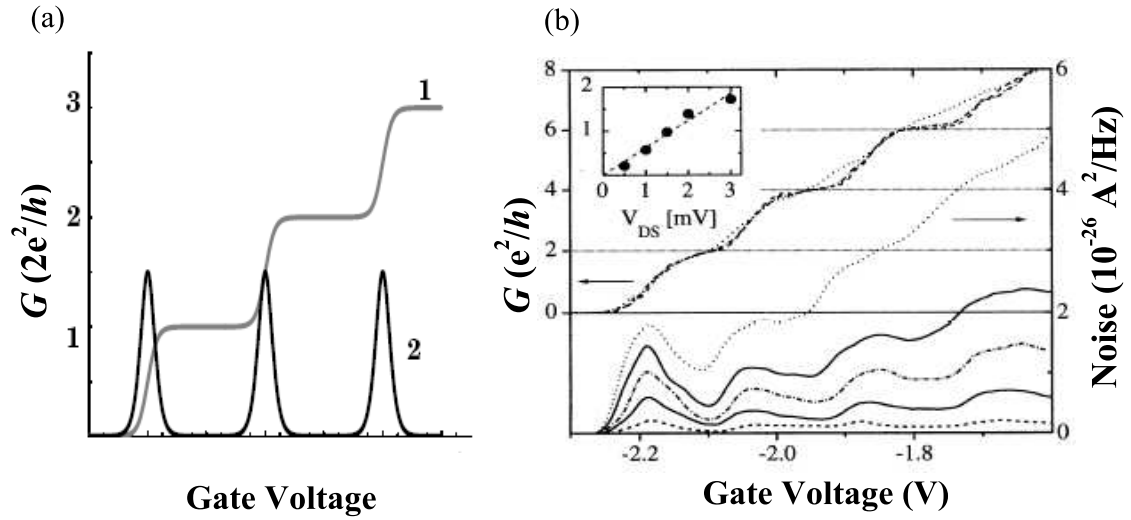 (a)
3
2
1
G (2e²/h)
1
2
Gate Voltage
(b)
8
6
4
2
0
G (e²/h)
2
1
0 1 2 3
V_DS [mV]
6
4
2
0
Noise (10⁻²⁶ A²/Hz)
-2.2 -2.0 -1.8
Gate Voltage (V)